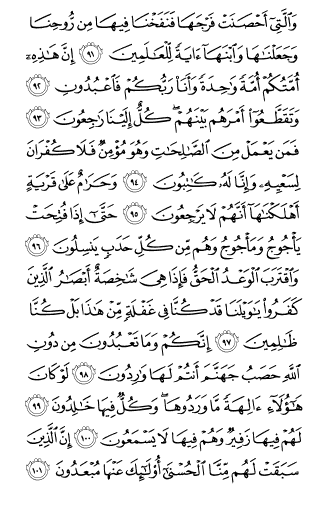 وَٱلَّتِىٓ أَحْصَنَتْ فَرْجَهَا فَنَفَخْنَا فِيهَا مِن رُّوحِنَا
وَجَعَلْنَٰهَا وَٱبْنَهَآ ءَايَةً لِّلْعَٰلَمِينَ ٩١ إِنَّ هَٰذِهِۦٓ
أُمَّتُكُمْ أُمَّةً وَٰحِدَةً وَأَنَا۠ رَبُّكُمْ فَٱعْبُدُونِ ٩٢
وَتَقَطَّعُوٓا۟ أَمْرَهُم بَيْنَهُمْ ۖ كُلٌّ إِلَيْنَا رَٰجِعُونَ ٩٣
فَمَن يَعْمَلْ مِنَ ٱلصَّٰلِحَٰتِ وَهُوَ مُؤْمِنٌ فَلَا كُفْرَانَ
لِسَعْيِهِۦ وَإِنَّا لَهُۥ كَٰتِبُونَ ٩٤ وَحَرَٰمٌ عَلَىٰ قَرْيَةٍ
أَهْلَكْنَٰهَآ أَنَّهُمْ لَا يَرْجِعُونَ ٩٥ حَتَّىٰٓ إِذَا فُتِحَتْ
يَأْجُوجُ وَمَأْجُوجُ وَهُم مِّن كُلِّ حَدَبٍ يَنسِلُونَ ٩٦
وَٱقْتَرَبَ ٱلْوَعْدُ ٱلْحَقُّ فَإِذَا هِىَ شَٰخِصَةٌ أَبْصَٰرُ ٱلَّذِينَ
كَفَرُوا۟ يَٰوَيْلَنَا قَدْ كُنَّا فِى غَفْلَةٍ مِّنْ هَٰذَا بَلْ كُنَّا
ظَٰلِمِينَ ٩٧ إِنَّكُمْ وَمَا تَعْبُدُونَ مِن دُونِ
ٱللَّهِ حَصَبُ جَهَنَّمَ أَنتُمْ لَهَا وَٰرِدُونَ ٩٨ لَوْ كَانَ
هَٰٓؤُلَآءِ ءَالِهَةً مَّا وَرَدُوهَا ۖ وَكُلٌّ فِيهَا خَٰلِدُونَ ٩٩
لَهُمْ فِيهَا زَفِيرٌ وَهُمْ فِيهَا لَا يَسْمَعُونَ ١٠٠ إِنَّ ٱلَّذِينَ
سَبَقَتْ لَهُم مِّنَّا ٱلْحُسْنَىٰٓ أُو۟لَٰٓئِكَ عَنْهَا مُبْعَدُونَ ١٠١